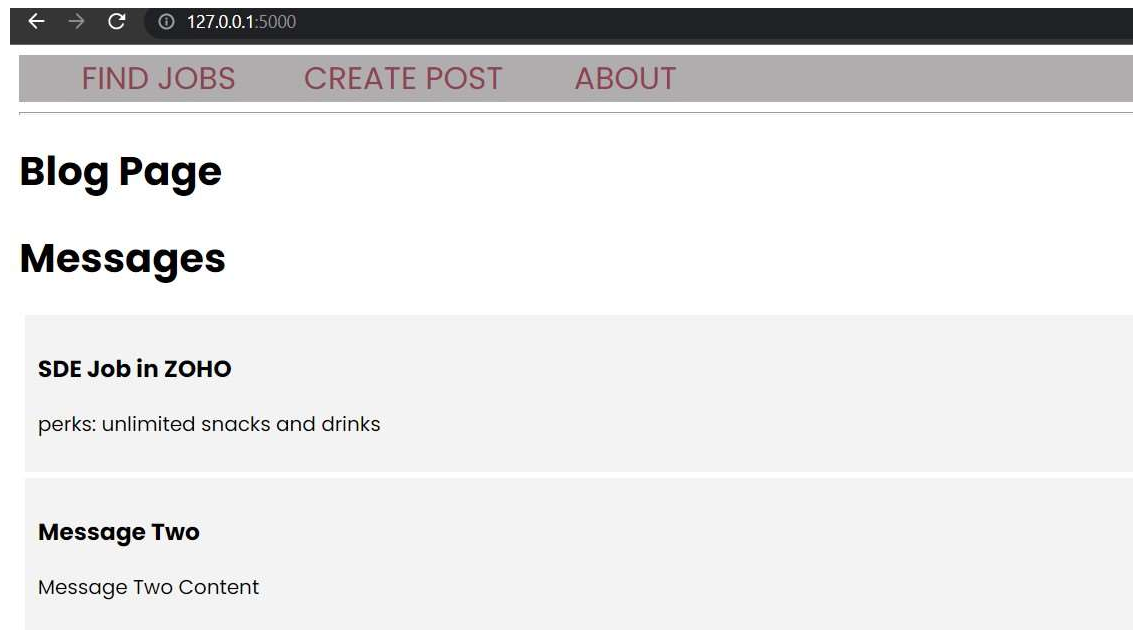 127.0.0.1:5000
FIND JOBS CREATE POST ABOUT
Blog Page
Messages
SDE Job in ZOHO
perks: unlimited snacks and drinks
Message Two
Message Two Content